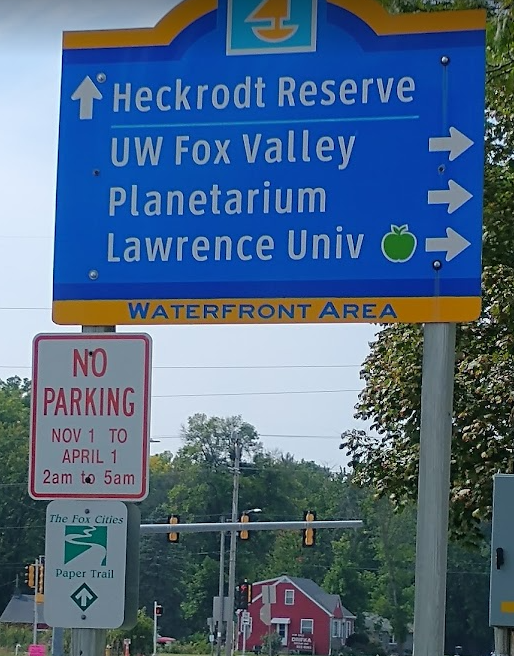 Heckrodt Reserve
UW Fox Valley
Planetarium
Lawrence Univ
WATERFRONT AREA
NO
PARKING
NOV 1 TO
APRIL 1
2am to 5am
The Fox Cities
Paper Trail